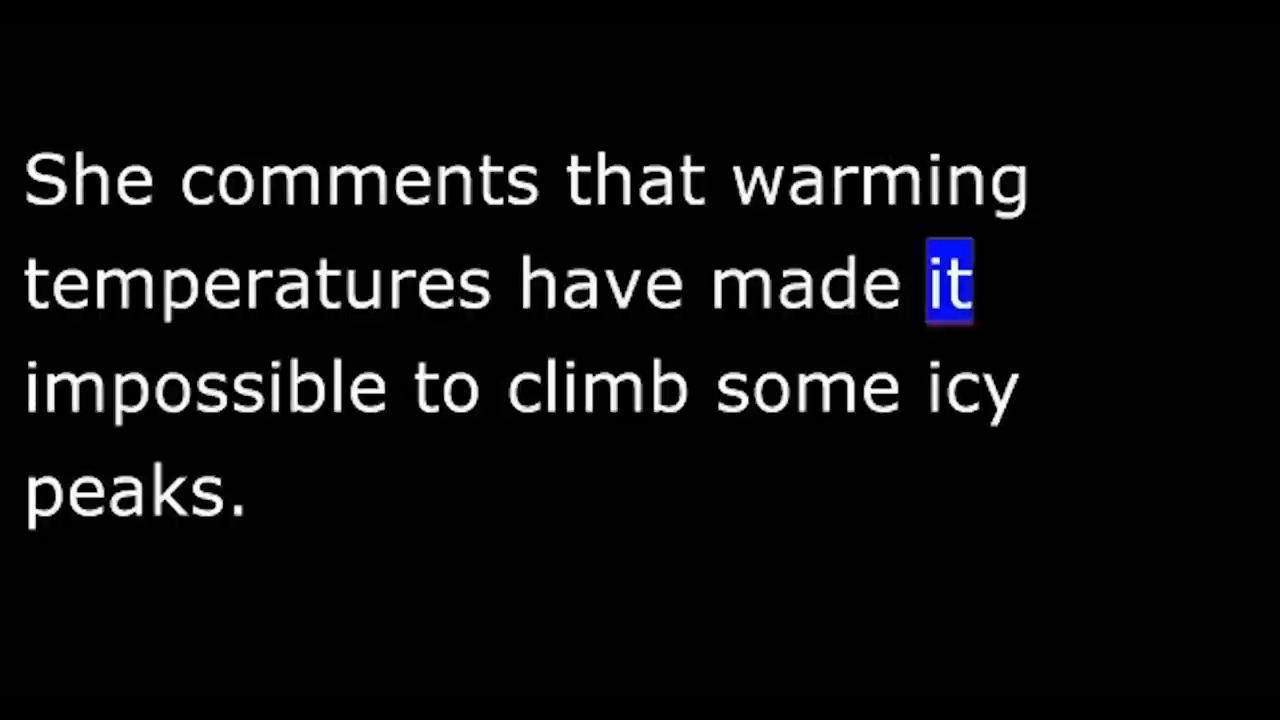 She comments that warming
temperatures have made it
impossible to climb some icy
peaks.